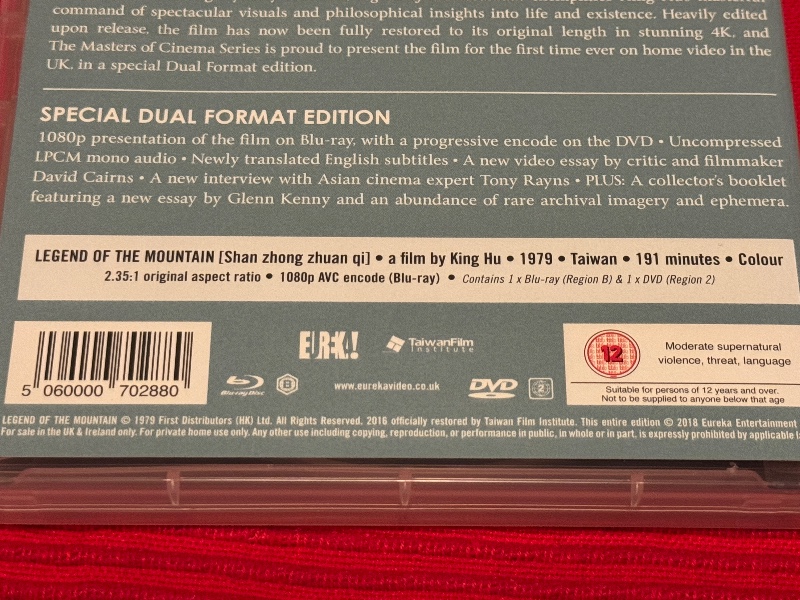 command of spectacular visuals and philosophical insights into life and existence. Heavily edited
upon release, the film has now been fully restored to its original length in stunning 4K, and
The Masters of Cinema Series is proud to present the film for the first time ever on home video in the
UK, in a special Dual Format edition.
SPECIAL DUAL FORMAT EDITION
1080p presentation of the film on Blu-ray, with a progressive encode on the DVD • Uncompressed
LPCM mono audio • Newly translated English subtitles • A new video essay by critic and filmmaker
David Cairns • A new interview with Asian cinema expert Tony Rayns • PLUS: A collector's booklet
featuring a new essay by Glenn Kenny and an abundance of rare archival imagery and ephemera.
LEGEND OF THE MOUNTAIN [Shan zhong zhuan qi] • a film by King Hu • 1979 • Taiwan • 191 minutes • Colour
2.35:1 original aspect ratio • 1080p AVC encode (Blu-ray) • Contains 1 x Blu-ray (Region B) & 1 x DVD (Region 2)
5 060000 702880
Blu-ray Disc
B
EUREKA!
TaiwanFilm
Institute
www.eurekavideo.co.uk
DVD
VIDEO
2
12
Moderate supernatural
violence, threat, language
Suitable for persons of 12 years and over.
Not to be supplied to anyone below that age
LEGEND OF THE MOUNTAIN © 1979 First Distributors (HK) Ltd. All Rights Reserved. 2016 officially restored by Taiwan Film Institute. This entire edition © 2018 Eureka Entertainment
For sale in the UK & Ireland only. For private home use only. Any other use including copying, reproduction, or performance in public, in whole or in part, is expressly prohibited by applicable